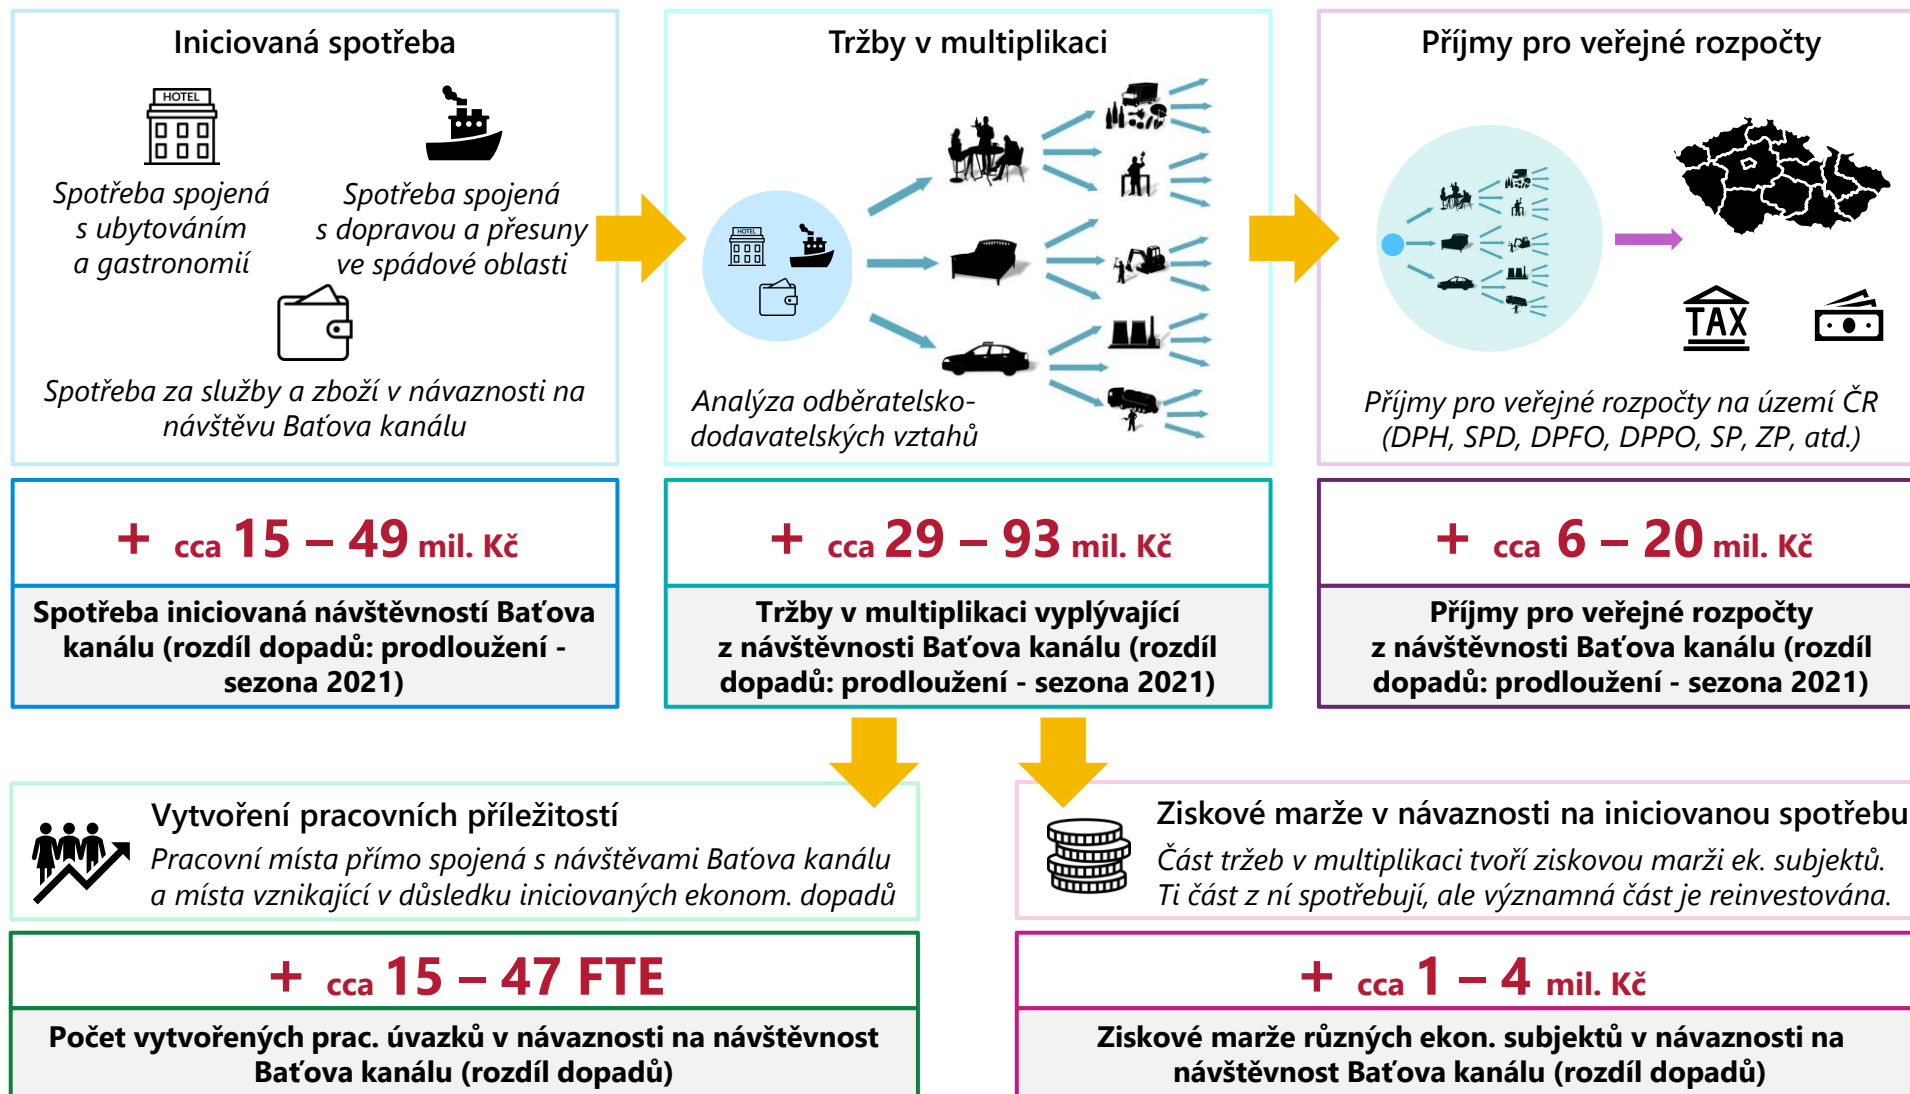 Iniciovaná spotřeba
HOTEL
Spotřeba spojená
s ubytováním
a gastronomií
Spotřeba spojená
s dopravou a přesuny
ve spádové oblasti
Spotřeba za služby a zboží v návaznosti na
návštěvu Baťova kanálu
Tržby v multiplikaci
HOTEL
Analýza odběratelsko-
dodavatelských vztahů
Příjmy pro veřejné rozpočty
TAX
Příjmy pro veřejné rozpočty na území ČR
(DPH, SPD, DPFO, DPPO, SP, ZP, atd.)
+ cca 15 – 49 mil. Kč
Spotřeba iniciovaná návštěvností Baťova
kanálu (rozdíl dopadů: prodloužení -
sezona 2021)
+ cca 29 – 93 mil. Kč
Tržby v multiplikaci vyplývající
z návštěvnosti Baťova kanálu (rozdíl
dopadů: prodloužení - sezona 2021)
+ cca 6 – 20 mil. Kč
Příjmy pro veřejné rozpočty
z návštěvnosti Baťova kanálu (rozdíl
dopadů: prodloužení - sezona 2021)
Vytvoření pracovních příležitostí
Pracovní místa přímo spojená s návštěvami Baťova kanálu
a místa vznikající v důsledku iniciovaných ekonom. dopadů
+ cca 15 – 47 FTE
Počet vytvořených prac. úvazků v návaznosti na návštěvnost
Baťova kanálu (rozdíl dopadů)
Ziskové marže v návaznosti na iniciovanou spotřebu
Část tržeb v multiplikaci tvoří ziskovou marži ek. subjektů.
Ti část z ní spotřebují, ale významná část je reinvestována.
+ cca 1 – 4 mil. Kč
Ziskové marže různých ekon. subjektů v návaznosti na
návštěvnost Baťova kanálu (rozdíl dopadů)